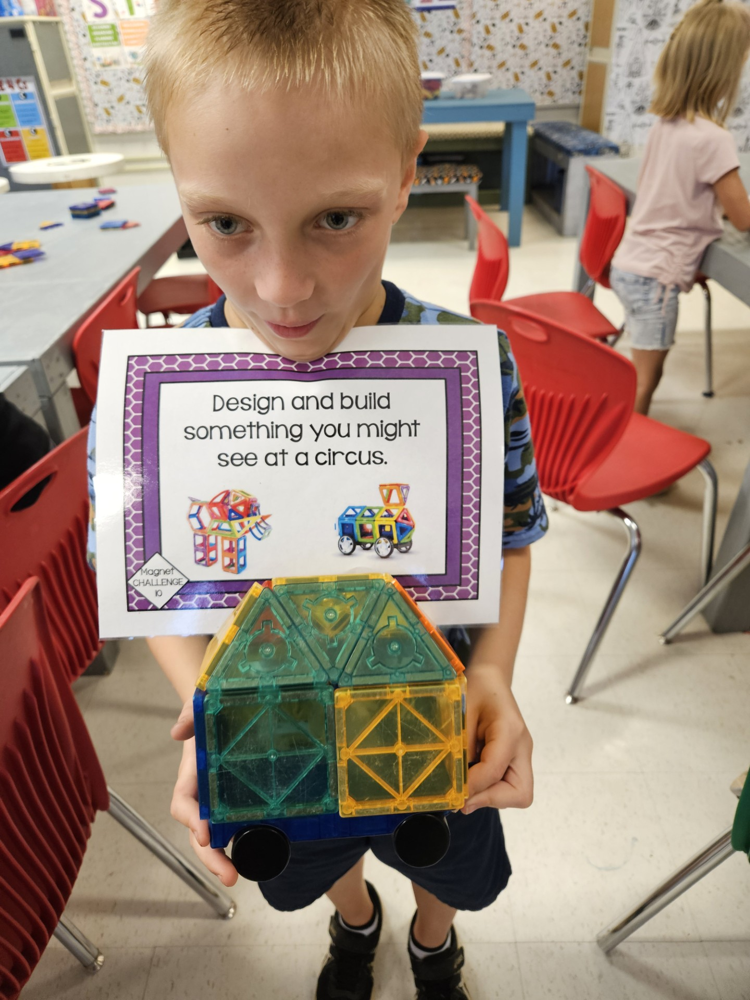 Design and build
something you might
see at a circus.
Magnet
CHALLENGE
10